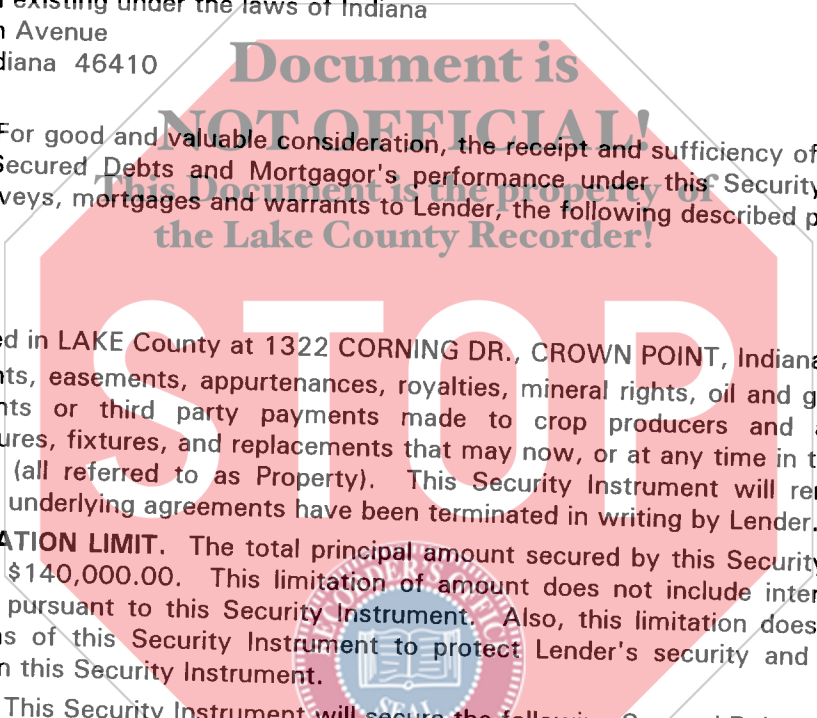 existing under the laws of Indiana
Avenue
diana 46410
Document is
NOT OFFICIAL!
This Document is the property of
the Lake County Recorder!
For good and valuable consideration, the receipt and sufficiency of
Secured Debts and Mortgagor's performance under this Security
veys, mortgages and warrants to Lender, the following described p
STOP
ed in LAKE County at 1322 CORNING DR., CROWN POINT, Indiana
nts, easements, appurtenances, royalties, mineral rights, oil and g
nts or third party payments made to crop producers and a
ures, fixtures, and replacements that may now, or at any time in t
(all referred to as Property). This Security Instrument will re
underlying agreements have been terminated in writing by Lender.
ATION LIMIT. The total principal amount secured by this Security
$140,000.00. This limitation of amount does not include inter
pursuant to this Security Instrument. Also, this limitation does
ns of this Security Instrument to protect Lender's security and
n this Security Instrument.
RECORDER'S OFFIC
SEAL
This Security Instrument will secure the following